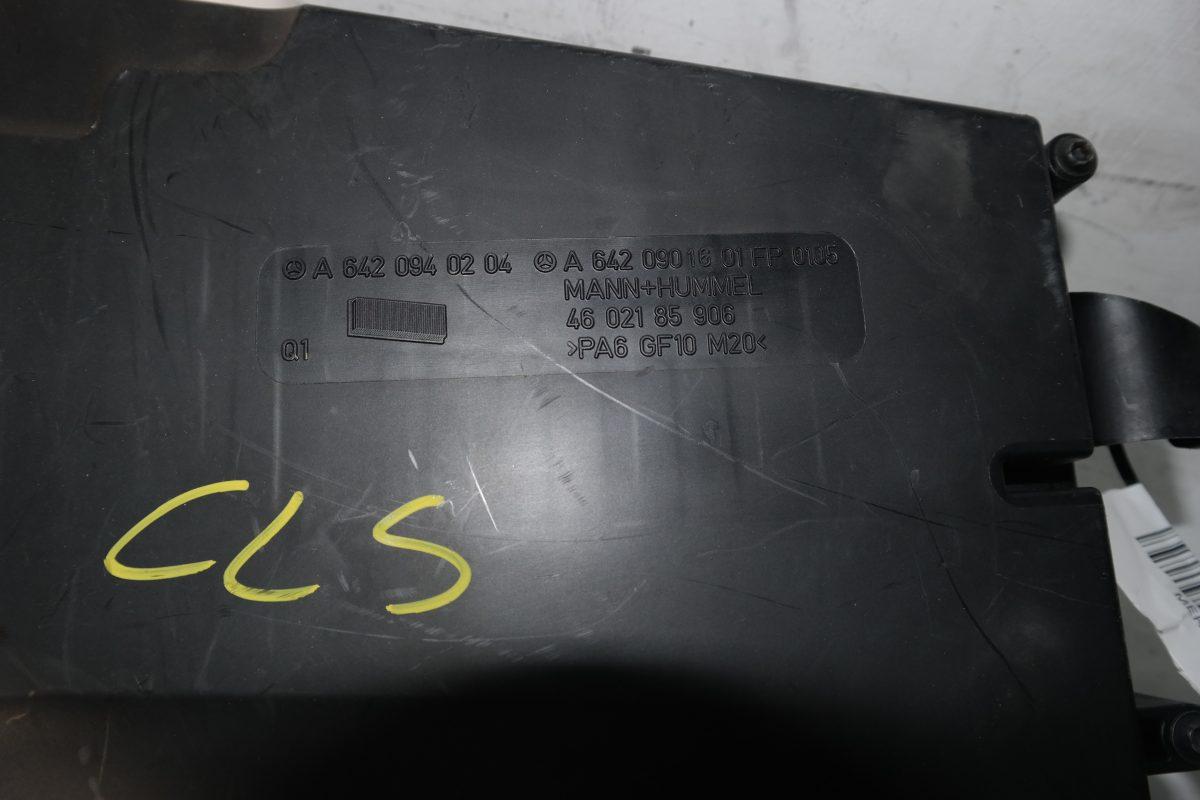 A 642 094 02 04 A 642 090 16 01 FP 0105
MANN+HUMMEL
46 021 85 906
Q1
>PA6 GF10 M20<
CLS